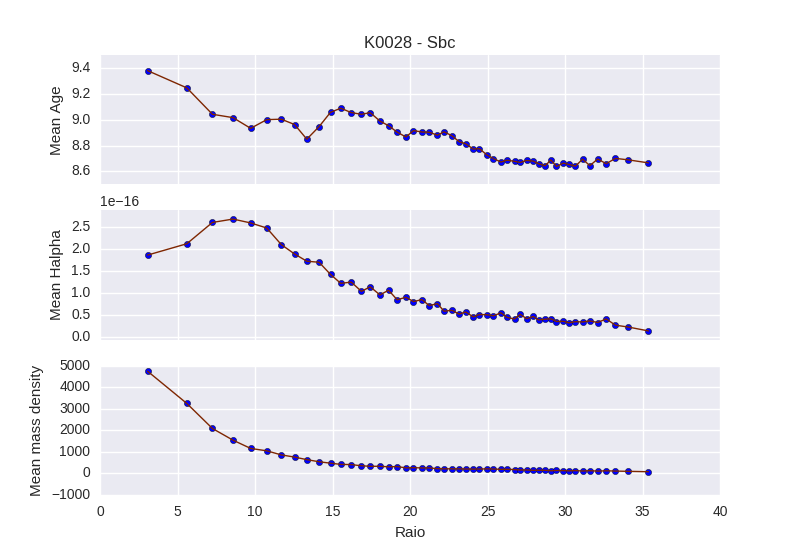 K0028 - Sbc
9.4
9.2
9.0
8.8
8.6
Mean Age
1e−16
2.5
2.0
1.5
1.0
0.5
0.0
Mean Halpha
5000
4000
3000
2000
1000
0
−1000
Mean mass density
0 5 10 15 20 25 30 35 40
Raio